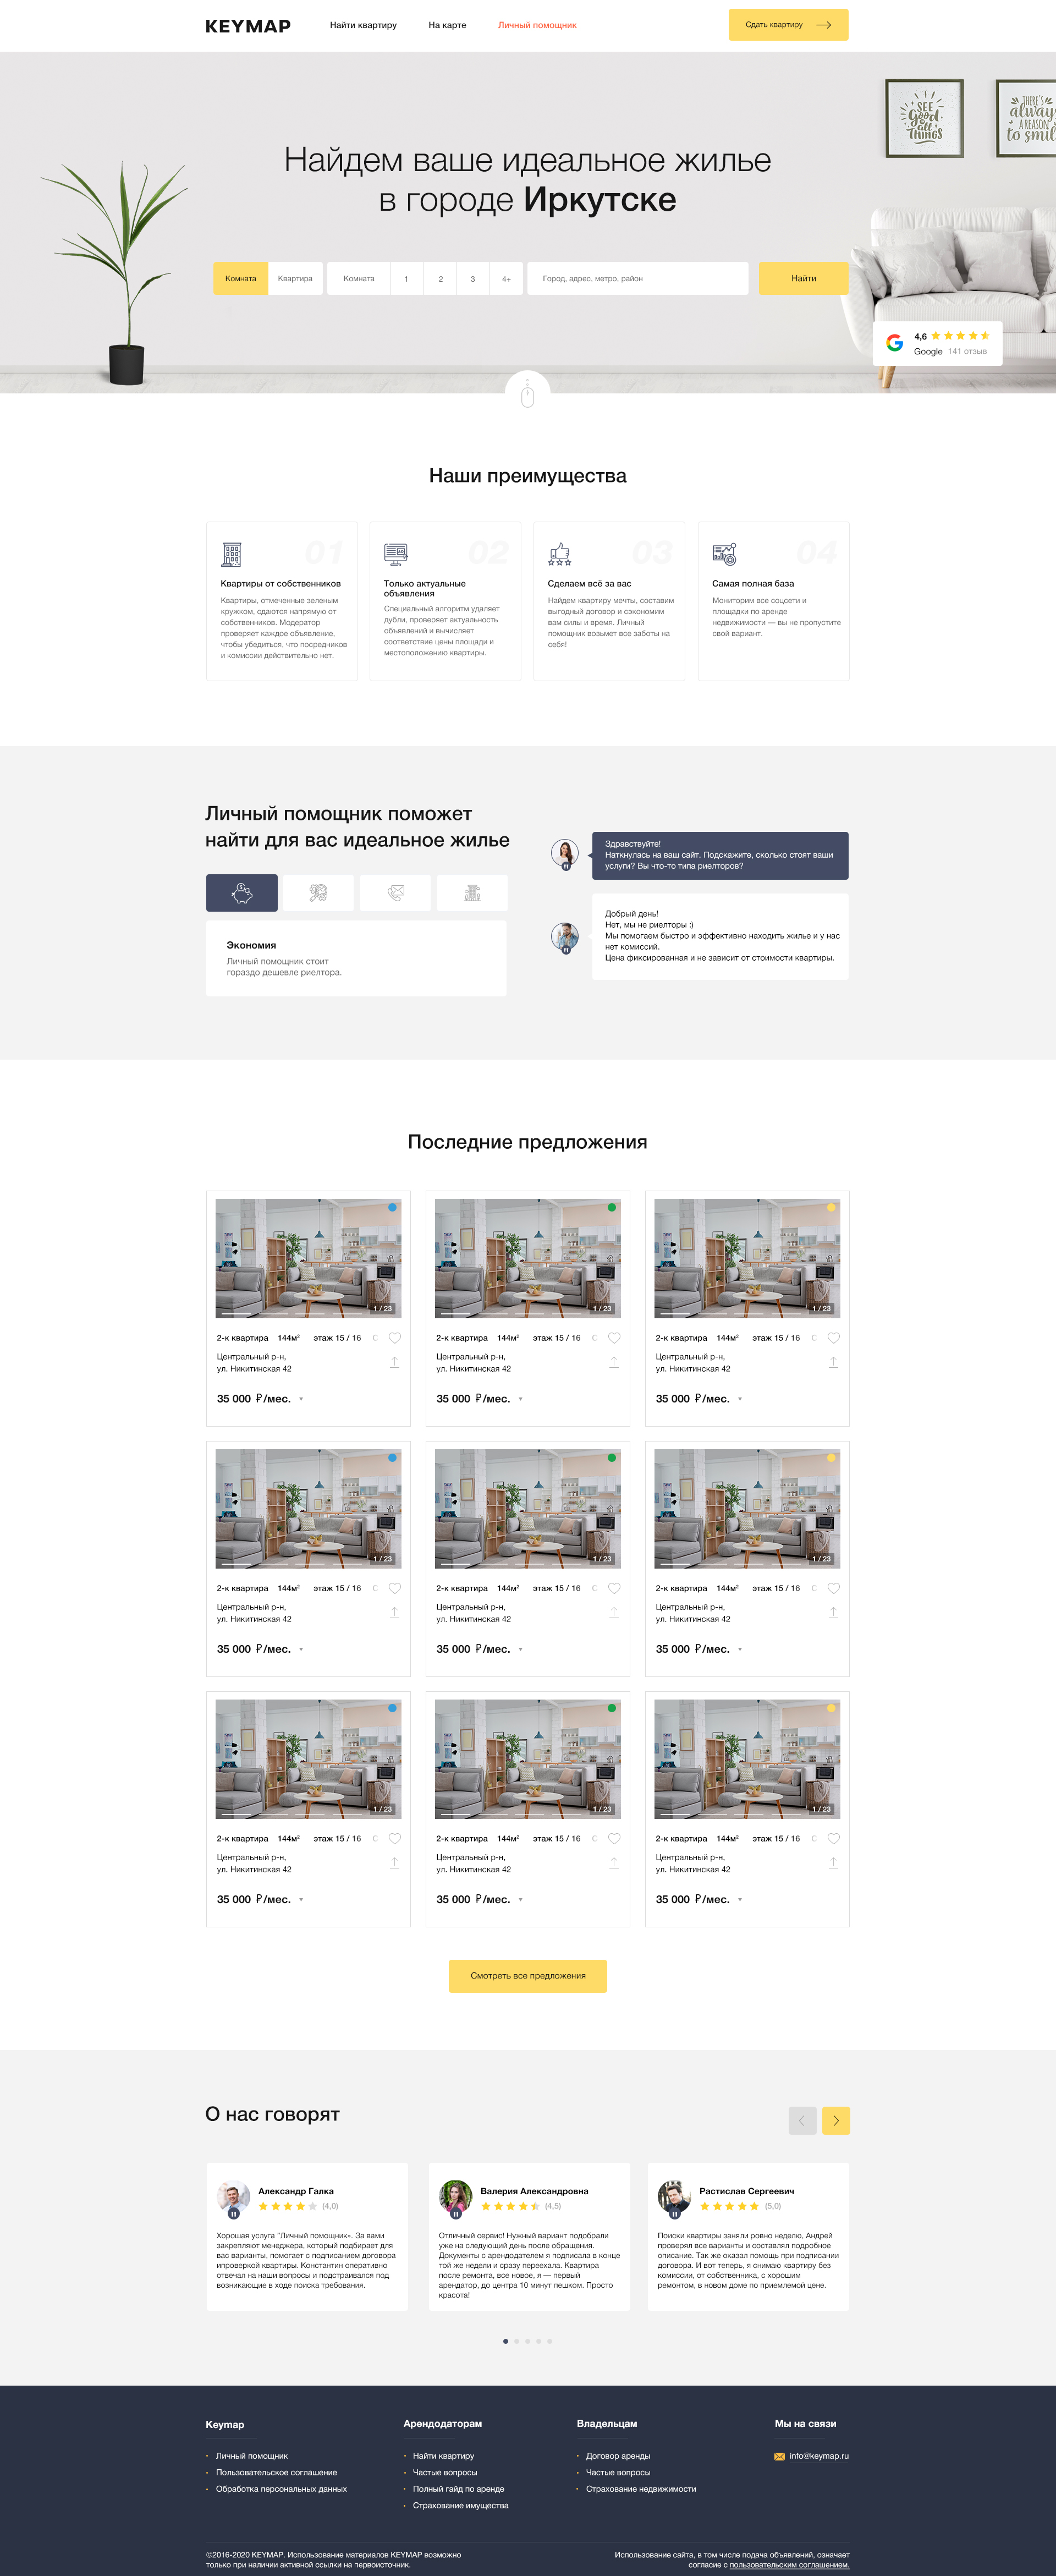 KEYMAP
Найти квартиру
На карте
Личный помощник
Сдать квартиру
SEE
Good
in all
THINGS
THERE'S
always
A REASON
to smile
Найдем ваше идеальное жилье
в городе Иркутске
Комната
Квартира
Комната
1
2
3
4+
Город, адрес, метро, район
Найти
4,6
Google 141 отзыв
Наши преимущества
01
Квартиры от собственников
Квартиры, отмеченные зеленым
кружком, сдаются напрямую от
собственников. Модератор
проверяет каждое объявление,
чтобы убедиться, что посредников
и комиссии действительно нет.
02
Только актуальные
объявления
Специальный алгоритм удаляет
дубли, проверяет актуальность
объявлений и вычисляет
соответствие цены площади и
местоположению квартиры.
03
Сделаем всё за вас
Найдем квартиру мечты, составим
выгодный договор и сэкономим
вам силы и время. Личный
помощник возьмет все заботы на
себя!
04
Самая полная база
Мониторим все соцсети и
площадки по аренде
недвижимости — вы не пропустите
свой вариант.
Личный помощник поможет
найти для вас идеальное жилье
Экономия
Личный помощник стоит
гораздо дешевле риелтора.
Здравствуйте!
Наткнулась на ваш сайт. Подскажите, сколько стоят ваши
услуги? Вы что-то типа риелторов?
Добрый день!
Нет, мы не риелторы :)
Мы помогаем быстро и эффективно находить жилье и у нас
нет комиссий.
Цена фиксированная и не зависит от стоимости квартиры.
Последние предложения
1 / 23
2-к квартира 144м² этаж 15 / 16 С
Центральный р-н,
ул. Никитинская 42
35 000 ₽/мес.
1 / 23
2-к квартира 144м² этаж 15 / 16 С
Центральный р-н,
ул. Никитинская 42
35 000 ₽/мес.
1 / 23
2-к квартира 144м² этаж 15 / 16 С
Центральный р-н,
ул. Никитинская 42
35 000 ₽/мес.
1 / 23
2-к квартира 144м² этаж 15 / 16 С
Центральный р-н,
ул. Никитинская 42
35 000 ₽/мес.
1 / 23
2-к квартира 144м² этаж 15 / 16 С
Центральный р-н,
ул. Никитинская 42
35 000 ₽/мес.
1 / 23
2-к квартира 144м² этаж 15 / 16 С
Центральный р-н,
ул. Никитинская 42
35 000 ₽/мес.
1 / 23
2-к квартира 144м² этаж 15 / 16 С
Центральный р-н,
ул. Никитинская 42
35 000 ₽/мес.
1 / 23
2-к квартира 144м² этаж 15 / 16 С
Центральный р-н,
ул. Никитинская 42
35 000 ₽/мес.
1 / 23
2-к квартира 144м² этаж 15 / 16 С
Центральный р-н,
ул. Никитинская 42
35 000 ₽/мес.
Смотреть все предложения
О нас говорят
Александр Галка
(4,0)
Хорошая услуга "Личный помощник». За вами
закрепляют менеджера, который подбирает для
вас варианты, помогает с подписанием договора
ипроверкой квартиры. Константин оперативно
отвечал на наши вопросы и подстраивался под
возникающие в ходе поиска требования.
Валерия Александровна
(4,5)
Отличный сервис! Нужный вариант подобрали
уже на следующий день после обращения.
Документы с арендодателем я подписала в конце
той же недели и сразу переехала. Квартира
после ремонта, все новое, я — первый
арендатор, до центра 10 минут пешком. Просто
красота!
Растислав Сергеевич
(5,0)
Поиски квартиры заняли ровно неделю, Андрей
проверял все варианты и составлял подробное
описание. Так же оказал помощь при подписании
договора. И вот теперь, я снимаю квартиру без
комиссии, от собственника, с хорошим
ремонтом, в новом доме по приемлемой цене.
Keymap
Личный помощник
Пользовательское соглашение
Обработка персональных данных
Арендодаторам
Найти квартиру
Частые вопросы
Полный гайд по аренде
Страхование имущества
Владельцам
Договор аренды
Частые вопросы
Страхование недвижимости
Мы на связи
info@keymap.ru
©2016-2020 KEYMAP. Использование материалов KEYMAP возможно
только при наличии активной ссылки на первоисточник.
Использование сайта, в том числе подача объявлений, означает
согласие с пользовательским соглашением.